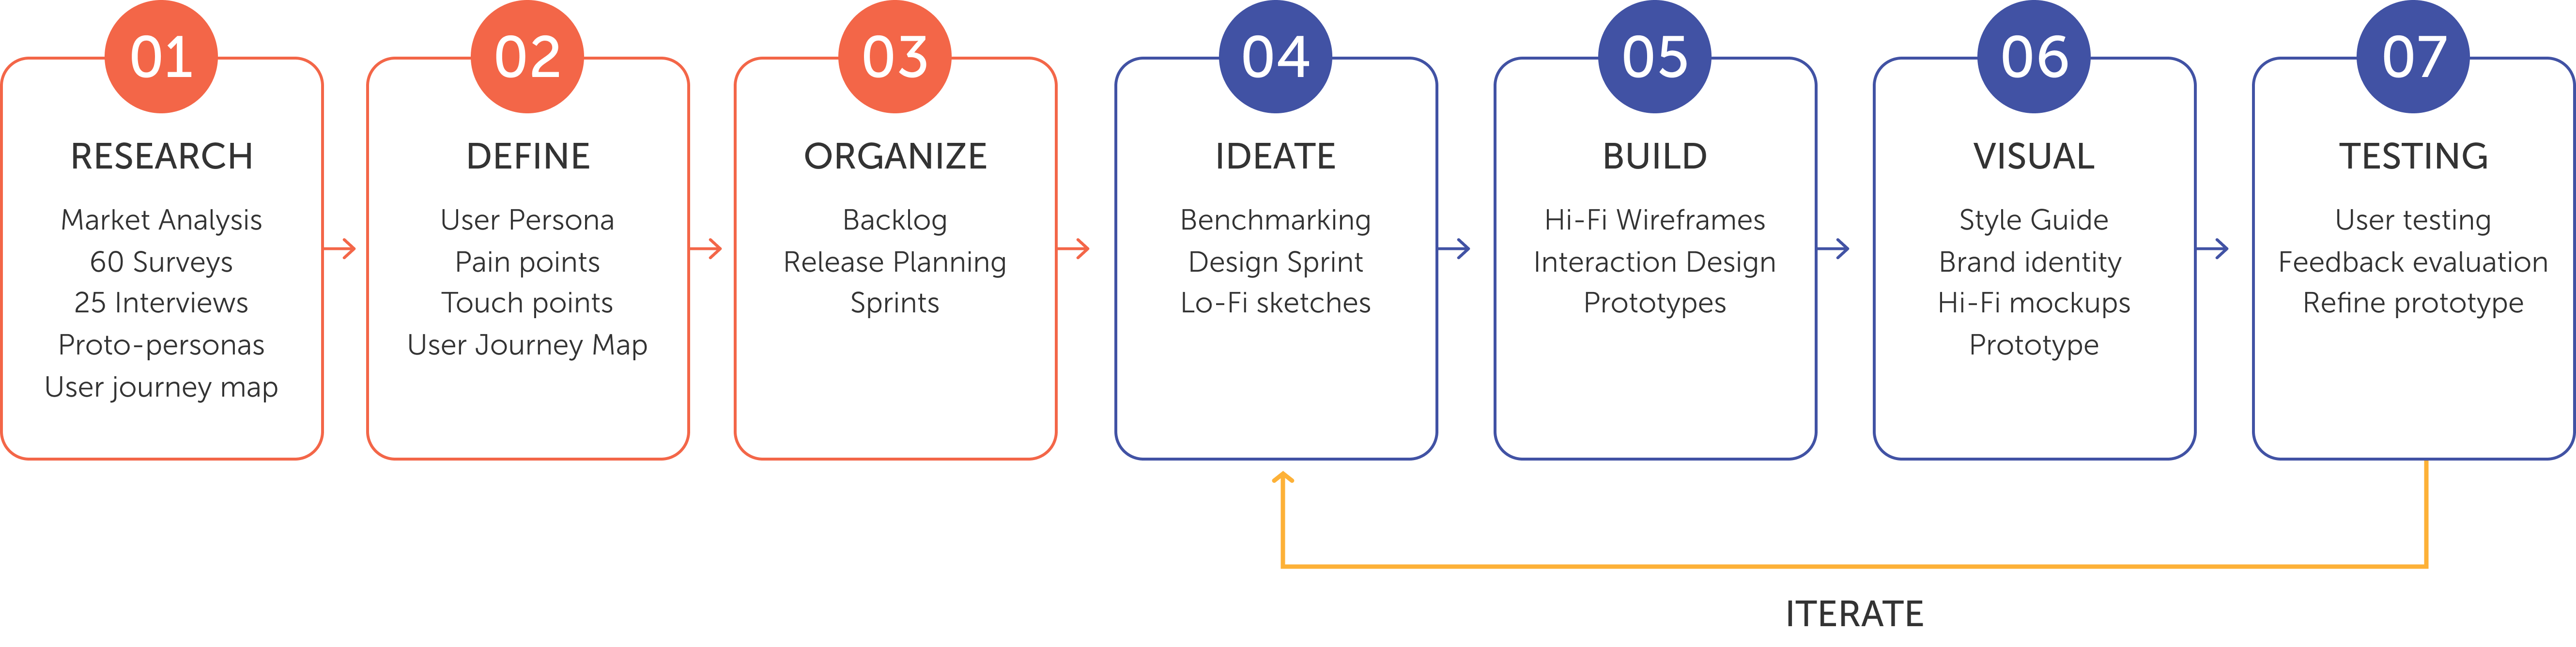 01
RESEARCH
Market Analysis
60 Surveys
25 Interviews
Proto-personas
User journey map
02
DEFINE
User Persona
Pain points
Touch points
User Journey Map
03
ORGANIZE
Backlog
Release Planning
Sprints
04
IDEATE
Benchmarking
Design Sprint
Lo-Fi sketches
05
BUILD
Hi-Fi Wireframes
Interaction Design
Prototypes
06
VISUAL
Style Guide
Brand identity
Hi-Fi mockups
Prototype
07
TESTING
User testing
Feedback evaluation
Refine prototype
ITERATE